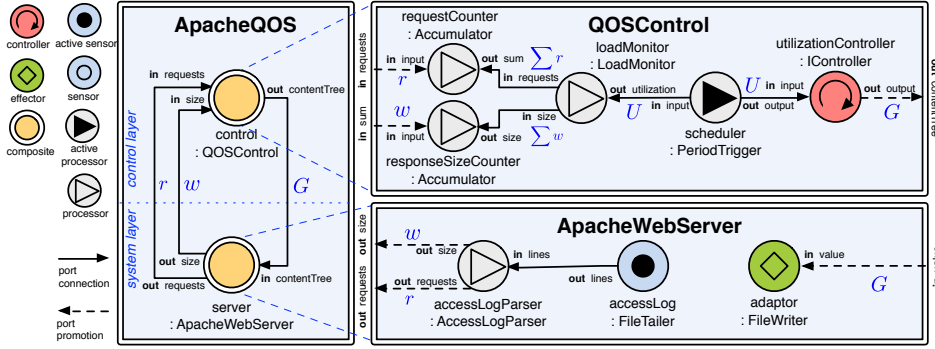 controller
active sensor
effector
sensor
composite
active
processor
processor
port
connection
port
promotion
ApacheQOS
control layer
system layer
in requests
in size
out contentTree
control
: QOSControl
r
w
G
out size
out requests
in contentTree
server
: ApacheWebServer
QOSControl
in requests
in sum
requestCounter
: Accumulator
in input
r
out sum
∑ r
in requests
w
in input
out size
in size
∑ w
responseSizeCounter
: Accumulator
loadMonitor
: LoadMonitor
out utilization
U
in input
scheduler
: PeriodTrigger
U
in input
out output
utilizationController
: IController
out output
G
out contentTree
ApacheWebServer
out size
out requests
w
out size
out requests
r
in lines
out lines
accessLogParser
: AccessLogParser
accessLog
: FileTailer
in value
G
adaptor
: FileWriter